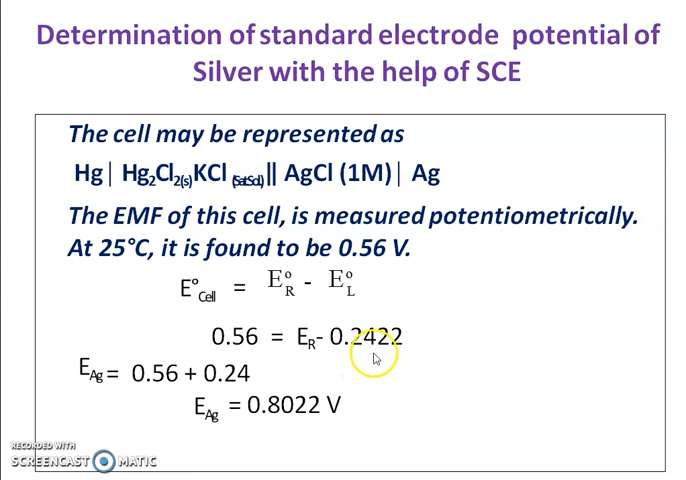 Determination of standard electrode potential of
Silver with the help of SCE
The cell may be represented as
Hg| Hg₂Cl₂₍ₛ₎KCl (Sat.Sol)|| AgCl (1M)| Ag
The EMF of this cell, is measured potentiometrically.
At 25°C, it is found to be 0.56 V.
E°Cell = E°R - E°L
0.56 = ER- 0.2422
EAg= 0.56 + 0.24
EAg = 0.8022 V
RECORDED WITH
SCREENCAST MATIC